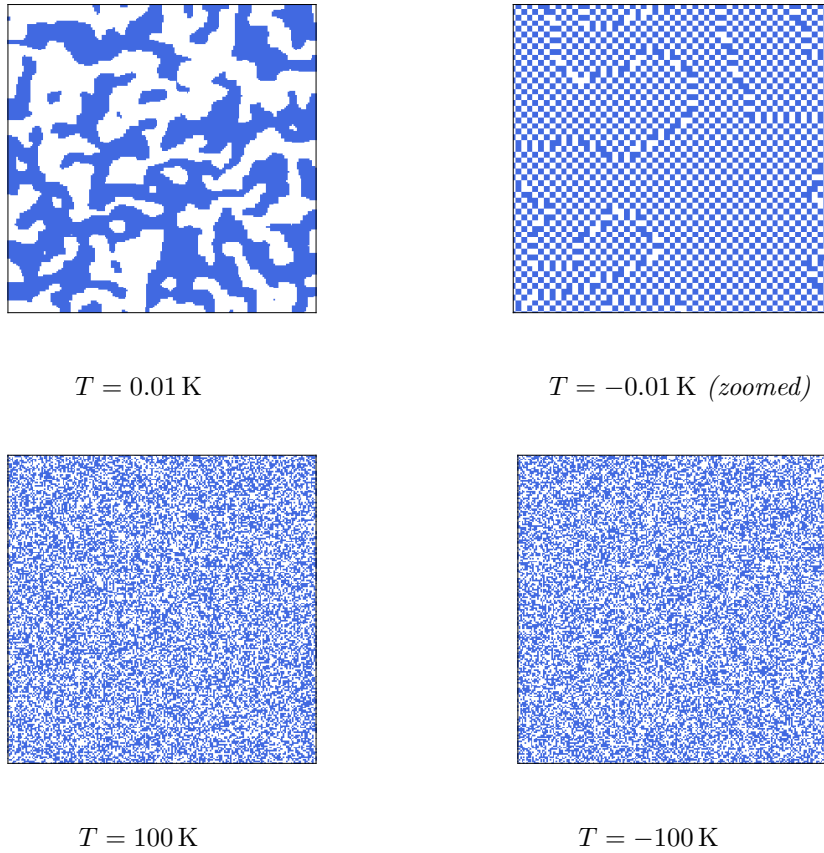 T = 0.01 K
T = −0.01 K (zoomed)
T = 100 K
T = −100 K